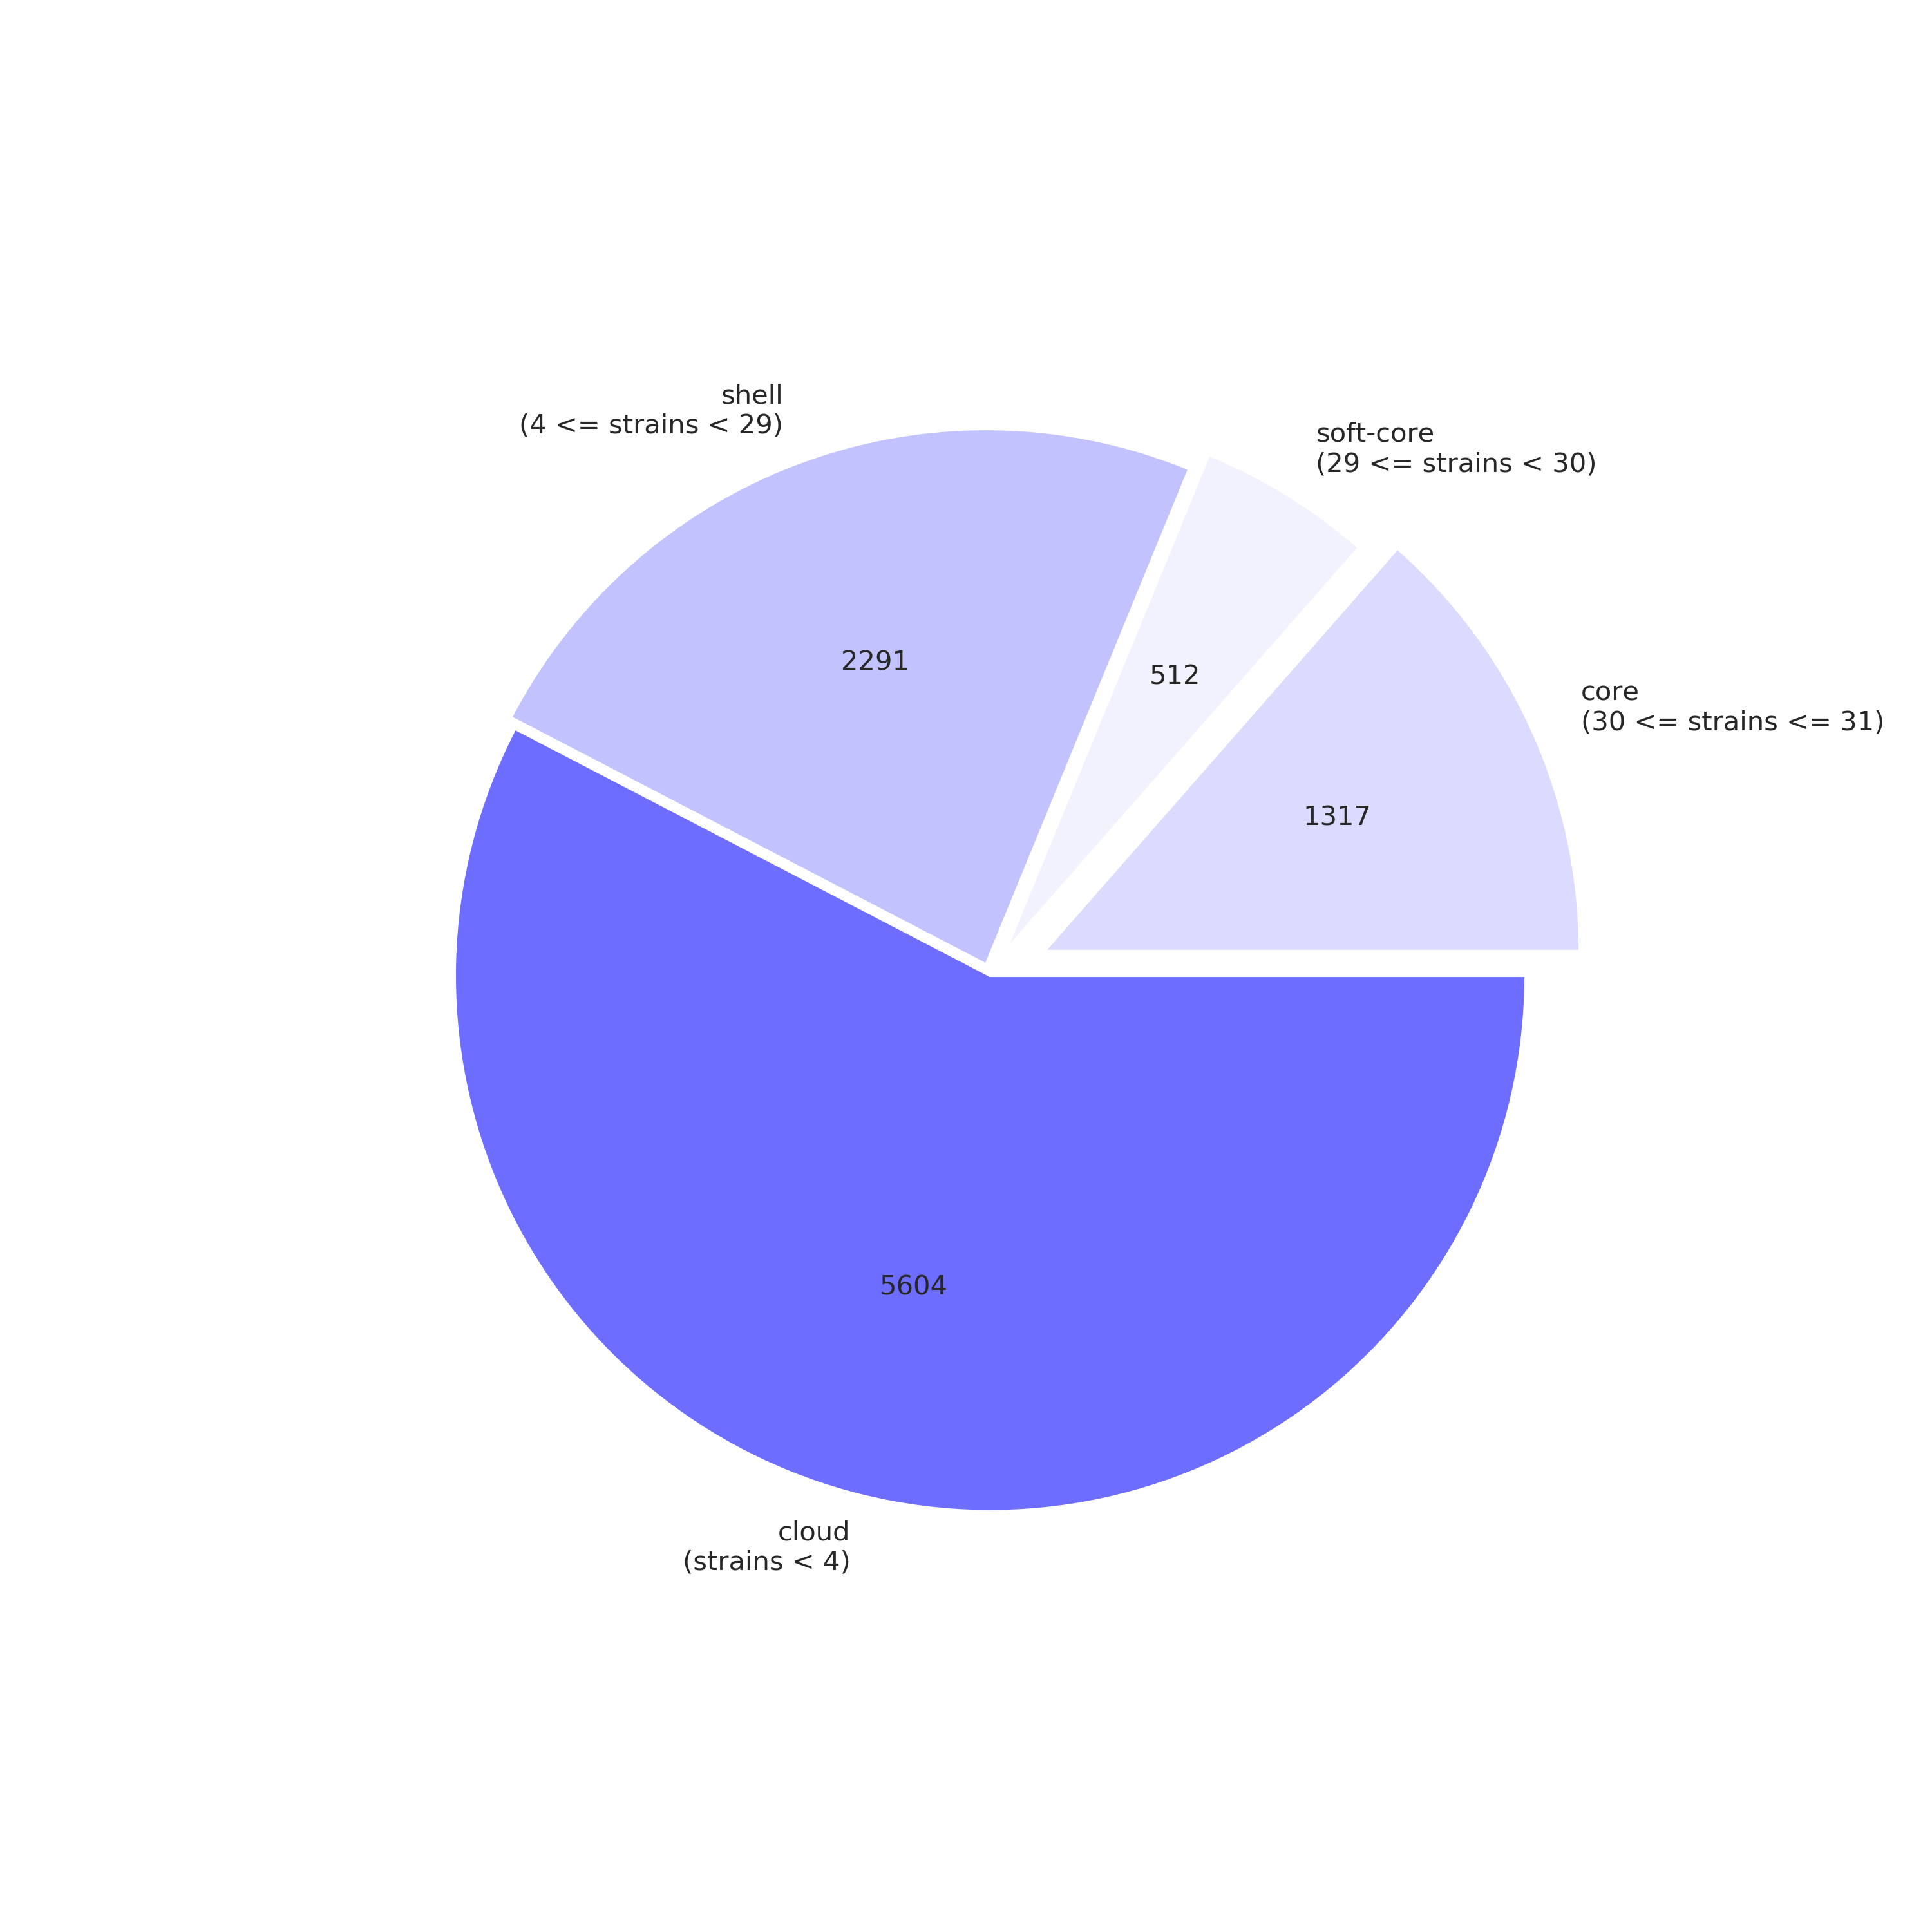 shell
(4 <= strains < 29)
soft-core
(29 <= strains < 30)
core
(30 <= strains <= 31)
2291
512
1317
5604
cloud
(strains < 4)